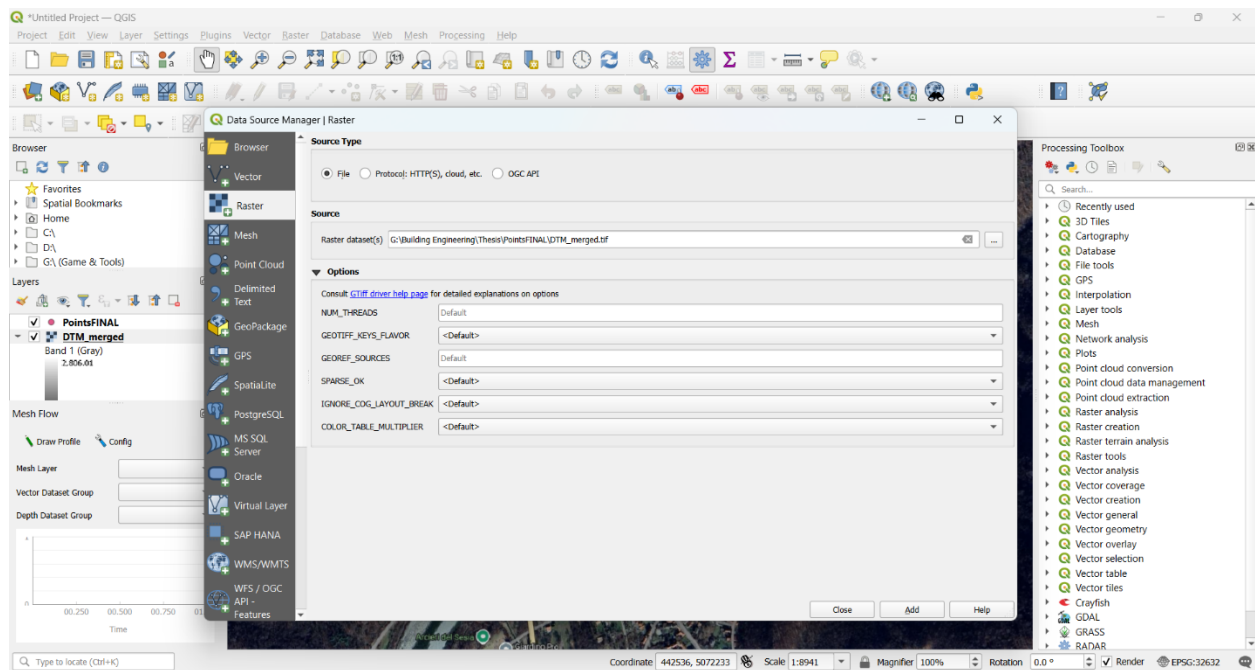 *Untitled Project — QGIS
Project Edit View Layer Settings Plugins Vector Raster Database Web Mesh Processing Help
abc abc
Data Source Manager | Raster
Browser
Favorites
Spatial Bookmarks
Home
C:\
D:\
G:\ (Game & Tools)
Layers
PointsFINAL
DTM_merged
Band 1 (Gray)
2,806.01
Mesh Flow
Draw Profile Config
Mesh Layer
Vector Dataset Group
Depth Dataset Group
1
0
00.250 00.500 00.750 01
Time
Browser
Vector
Raster
Mesh
Point Cloud
Delimited
Text
GeoPackage
GPS
SpatiaLite
PostgreSQL
MS SQL
Server
Oracle
Virtual Layer
SAP HANA
WMS/WMTS
WFS / OGC
API -
Features
Source Type
File Protocol: HTTP(S), cloud, etc. OGC API
Source
Raster dataset(s) G:\Building Engineering\Thesis\PointsFINAL\DTM_merged.tif ...
Options
Consult GTiff driver help page for detailed explanations on options
NUM_THREADS Default
GEOTIFF_KEYS_FLAVOR <Default>
GEOREF_SOURCES Default
SPARSE_OK <Default>
IGNORE_COG_LAYOUT_BREAK <Default>
COLOR_TABLE_MULTIPLIER <Default>
Close Add Help
Processing Toolbox
Search...
Recently used
3D Tiles
Cartography
Database
File tools
GPS
Interpolation
Layer tools
Mesh
Network analysis
Plots
Point cloud conversion
Point cloud data management
Point cloud extraction
Raster analysis
Raster creation
Raster terrain analysis
Raster tools
Vector analysis
Vector coverage
Vector creation
Vector general
Vector geometry
Vector overlay
Vector selection
Vector table
Vector tiles
Crayfish
GDAL
GRASS
RADAR
del Sesia
Type to locate (Ctrl+K)
Coordinate 442536, 5072233 Scale 1:8941 Magnifier 100% Rotation 0.0 ° Render EPSG:32632